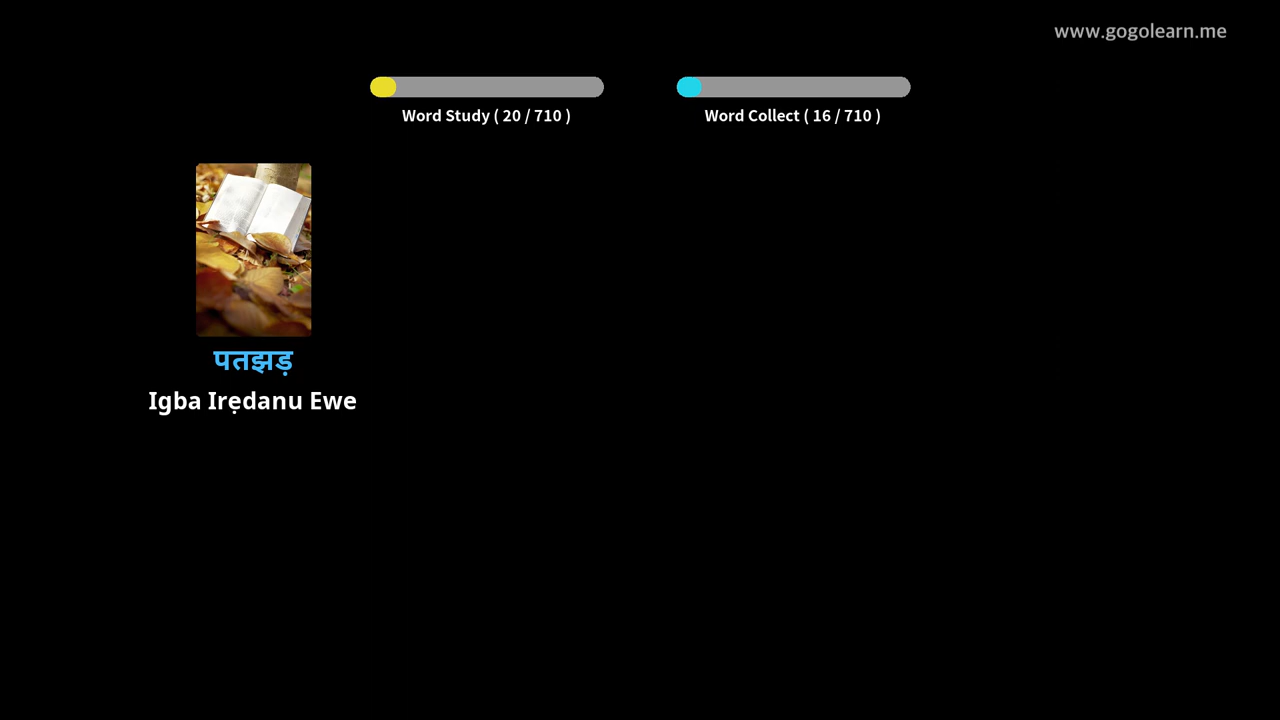 www.gogolearn.me
Word Study ( 20 / 710 )
Word Collect ( 16 / 710 )
पतझड़
Igba Irẹdanu Ewe